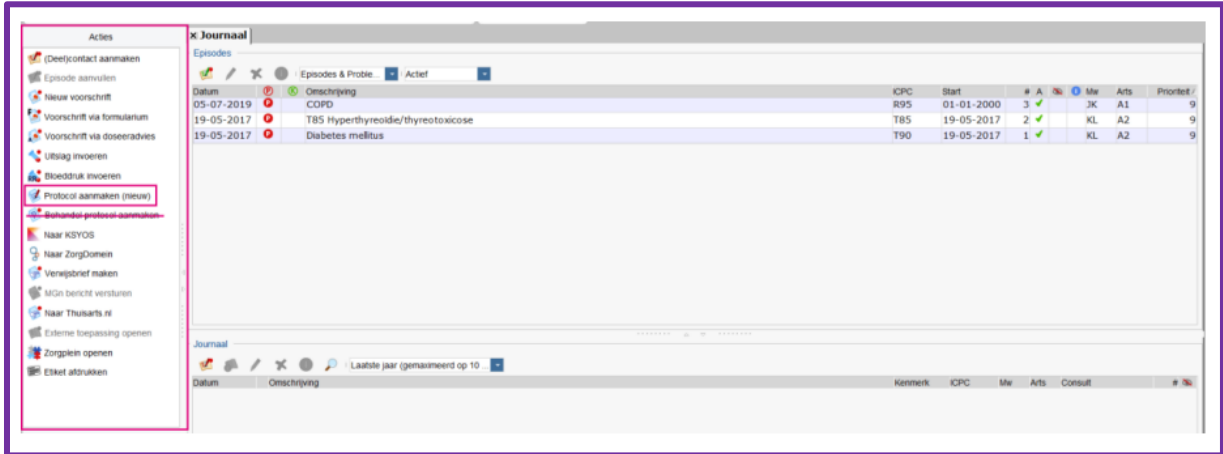 Acties
(Deel)contact aanmaken
Episode aanvullen
Nieuw voorschrift
Voorschrift via formularium
Voorschrift via doseeradvies
Uitslag invoeren
Bloeddruk invoeren
Protocol aanmaken (nieuw)
Behandel protocol aanmaken
Naar KSYOS
Naar ZorgDomein
Verwijsbrief maken
MGn bericht versturen
Naar Thuisarts.nl
Externe toepassing openen
Zorgplein openen
Etiket afdrukken
x Journaal
Episodes
Episodes & Proble... Actief
Datum P E Omschrijving ICPC Start # A Mw Arts Prioriteit
05-07-2019 P COPD R95 01-01-2000 3 JK A1 9
19-05-2017 P T85 Hyperthyreoïdie/thyreotoxicose T85 19-05-2017 2 KL A2 9
19-05-2017 P Diabetes mellitus T90 19-05-2017 1 KL A2 9
Journaal
Laatste jaar (gemaximeerd op 10 ...
Datum Omschrijving Kenmerk ICPC Mw Arts Consult #